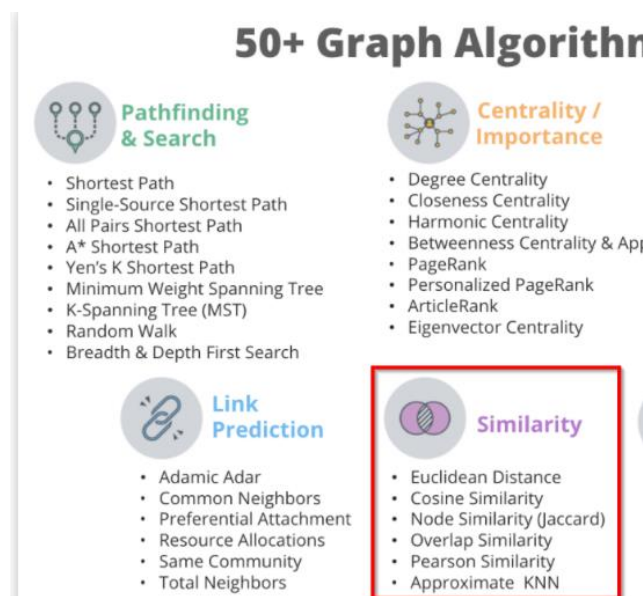 50+ Graph
Pathfinding
& Search
• Shortest Path
• Single-Source Shortest Path
• All Pairs Shortest Path
• A* Shortest Path
• Yen's K Shortest Path
• Minimum Weight Spanning Tree
• K-Spanning Tree (MST)
• Random Walk
• Breadth & Depth First Search
Centrality /
Importance
• Degree Centrality
• Closeness Centrality
• Harmonic Centrality
• Betweenness Centrality &
• PageRank
• Personalized PageRank
• ArticleRank
• Eigenvector Centrality
Link
Prediction
• Adamic Adar
• Common Neighbors
• Preferential Attachment
• Resource Allocations
• Same Community
• Total Neighbors
Similarity
• Euclidean Distance
• Cosine Similarity
• Node Similarity (Jaccard)
• Overlap Similarity
• Pearson Similarity
• Approximate KNN